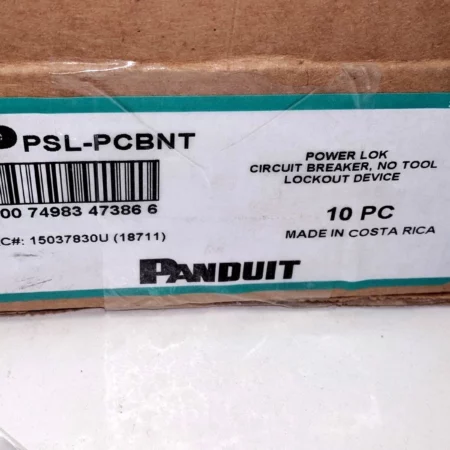 PSL-PCBNT
00 74983 47386 6
C#: 15037830U (18711)
POWER LOK
CIRCUIT BREAKER, NO TOOL
LOCKOUT DEVICE
10 PC
MADE IN COSTA RICA
PANDUIT